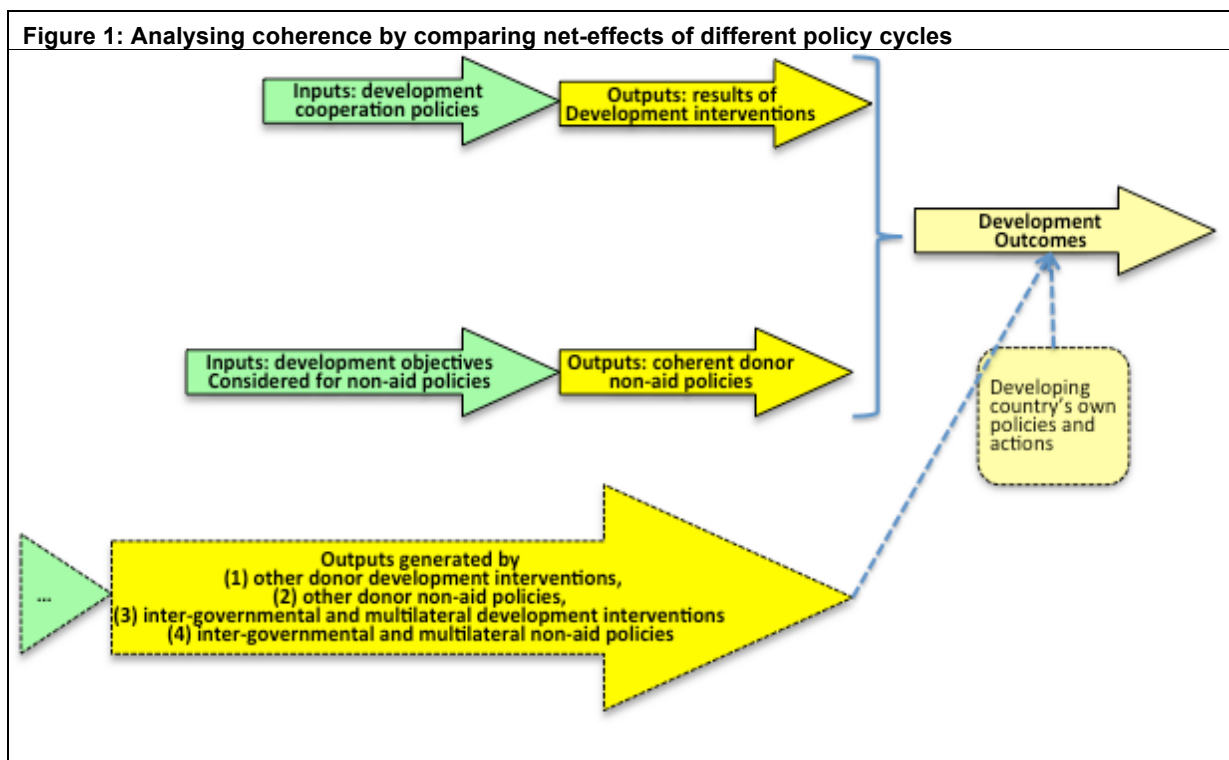 Figure 1: Analysing coherence by comparing net-effects of different policy cycles
Inputs: development
cooperation policies
Outputs: results of
Development interventions
Development
Outcomes
Inputs: development objectives
Considered for non-aid policies
Outputs: coherent donor
non-aid policies
Developing
country's own
policies and
actions
...
Outputs generated by
(1) other donor development interventions,
(2) other donor non-aid policies,
(3) inter-governmental and multilateral development interventions
(4) inter-governmental and multilateral non-aid policies